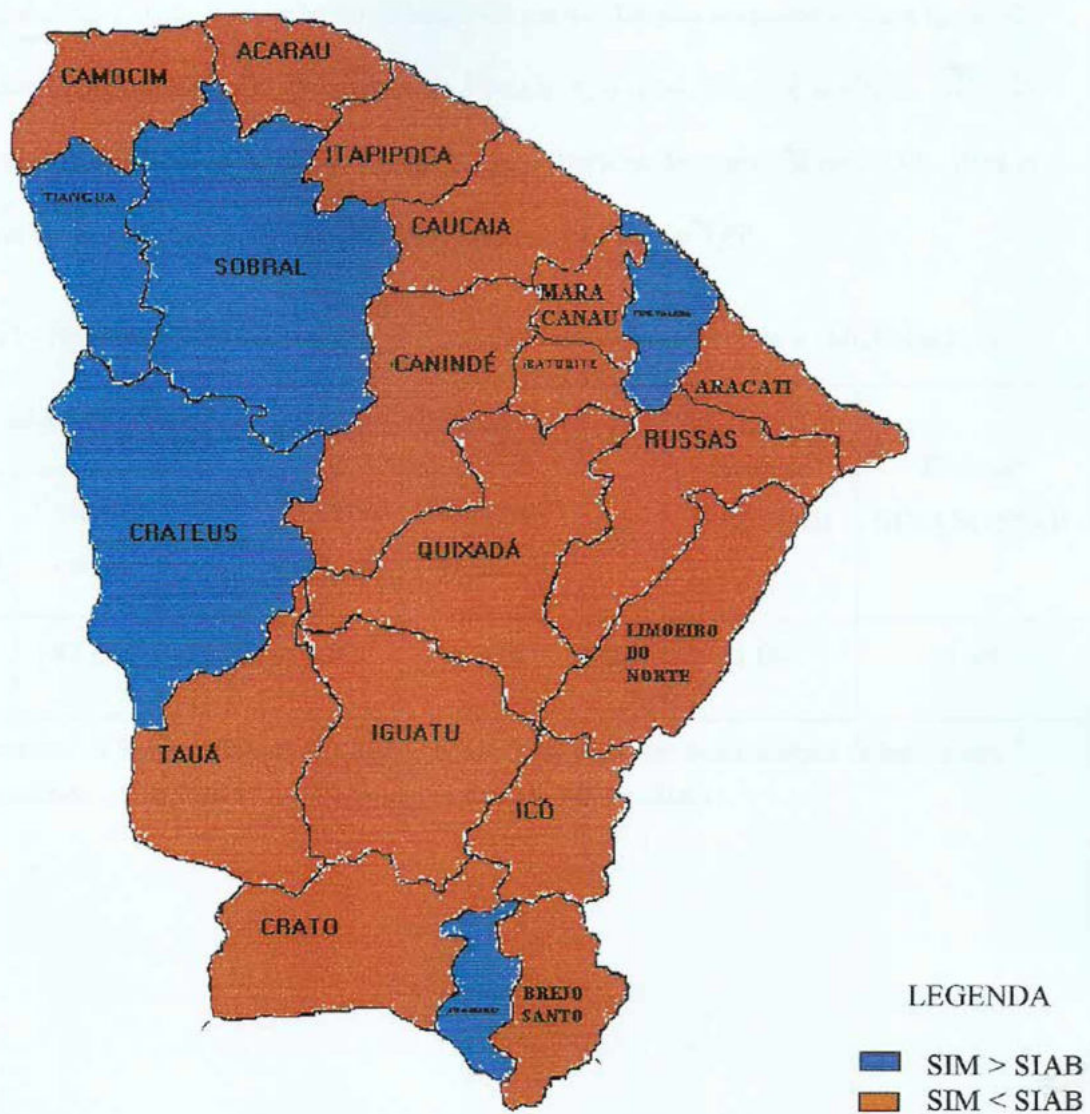 ACARAU
CAMOCIM
ITAPIPOCA
TIANGUA
CAUCAIA
SOBRAL
MARA
CANAU
FORTALEZA
CANINDÉ
BATURITE
ARACATI
RUSSAS
CRATEUS
QUIXADÁ
LIMOEIRO
DO
NORTE
IGUATU
TAUÁ
ICÓ
CRATO
BREJO
SANTO
LEGENDA
SIM > SIAB
SIM < SIAB